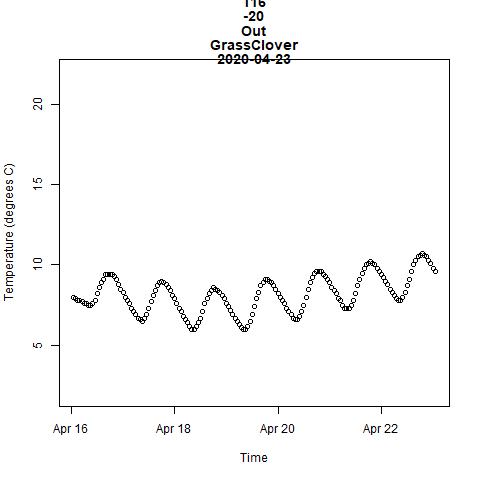 T16
-20
Out
GrassClover
2020-04-23
20
15
10
5
Temperature (degrees C)
Apr 16
Apr 18
Apr 20
Apr 22
Time